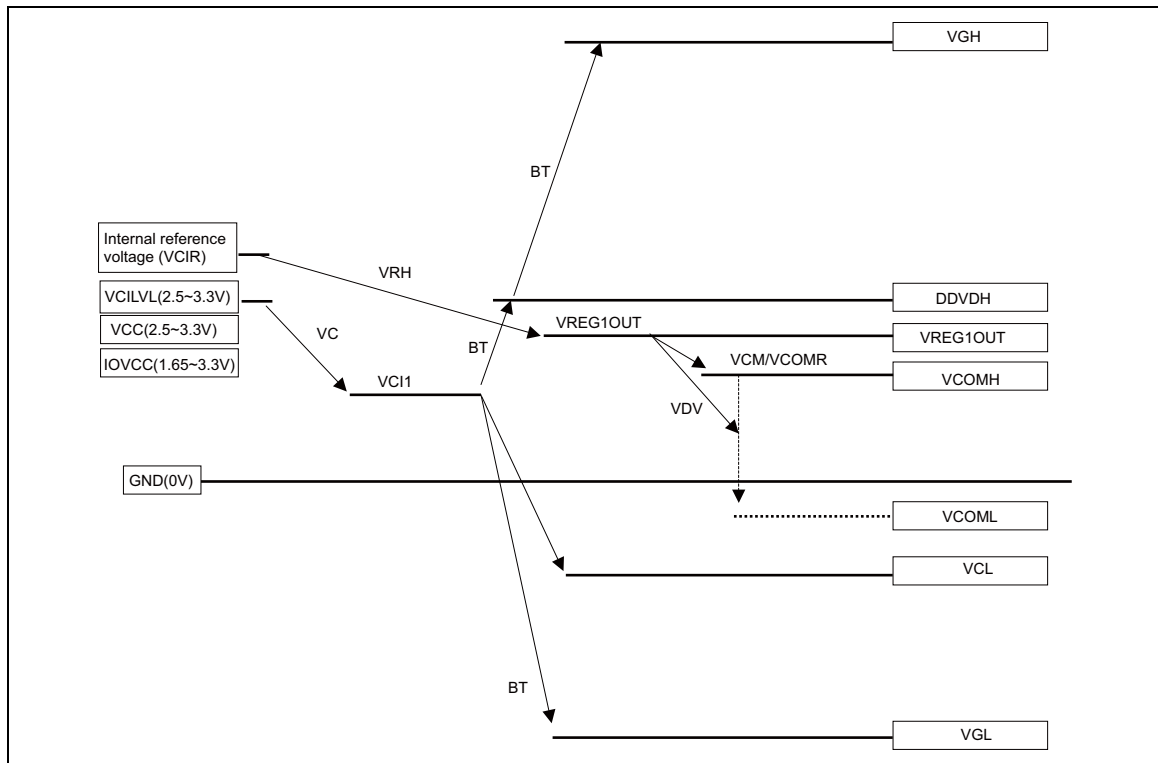 VGH
BT
Internal reference
voltage (VCIR)
VRH
VCILVL(2.5~3.3V)
DDVDH
VC
VREG1OUT
VCC(2.5~3.3V)
VREG1OUT
BT
IOVCC(1.65~3.3V)
VCM/VCOMR
VCI1
VCOMH
VDV
GND(0V)
VCOML
VCL
BT
VGL